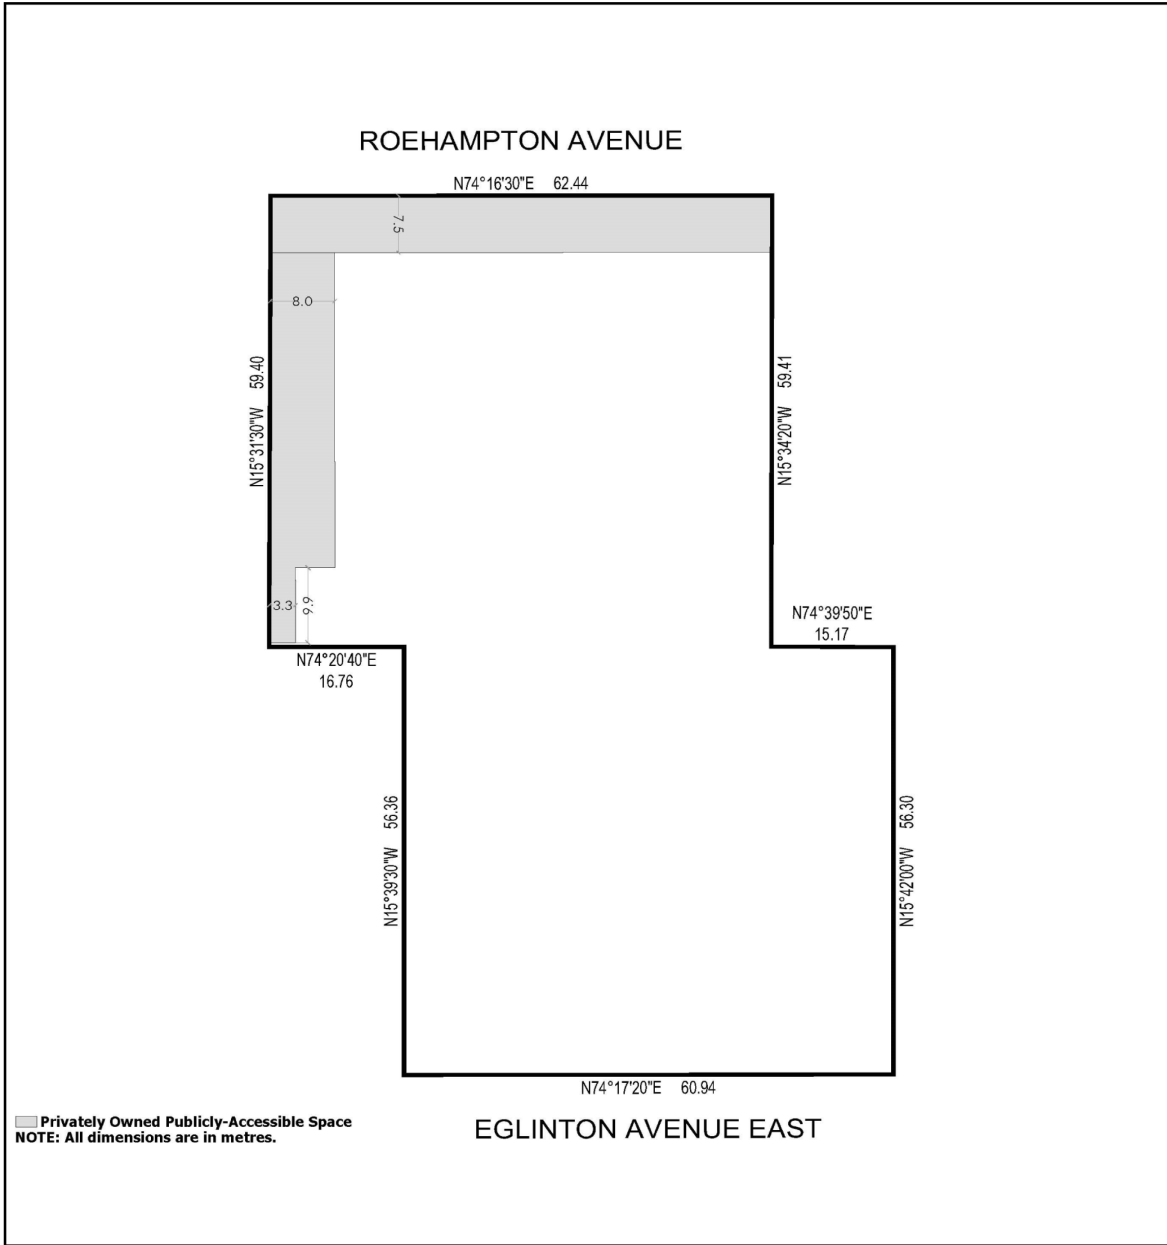 ROEHAMPTON AVENUE
N74°16'30"E 62.44
7.5
8.0
N15°31'30"W 59.40
N15°34'20"W 59.41
3.3
9.9
N74°39'50"E
15.17
N74°20'40"E
16.76
N15°39'30"W 56.36
N15°42'00"W 56.30
N74°17'20"E 60.94
EGLINTON AVENUE EAST
Privately Owned Publicly-Accessible Space
NOTE: All dimensions are in metres.